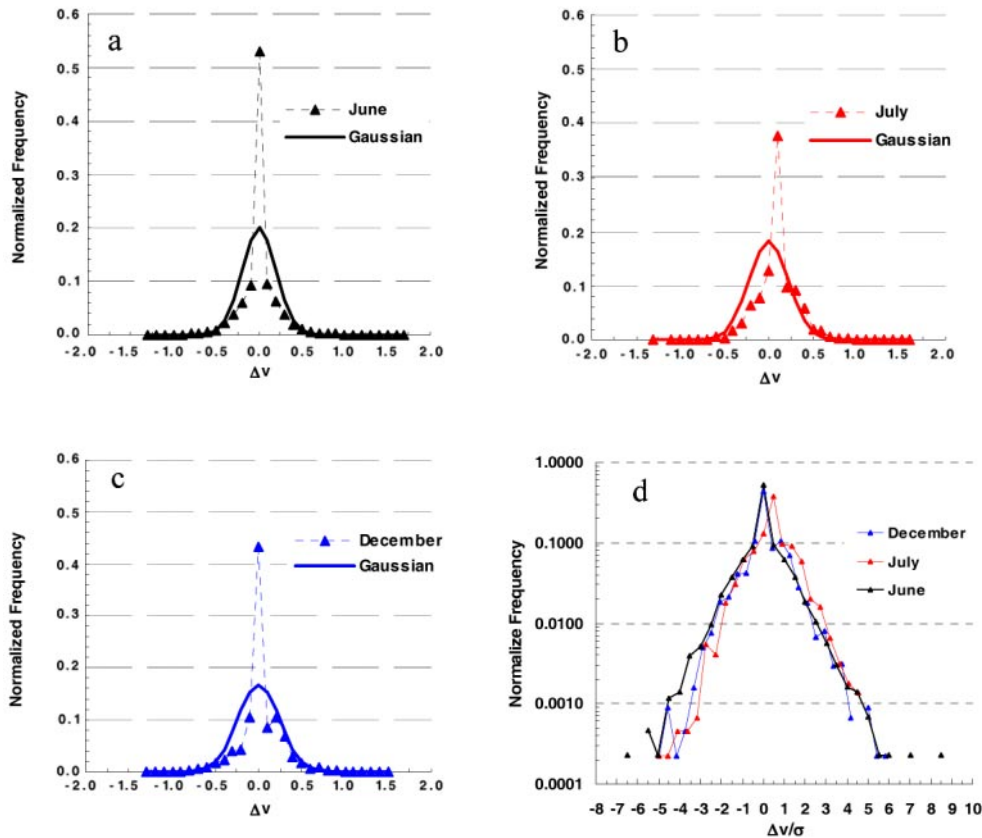 a
0.6
0.5
0.4
0.3
0.2
0.1
0.0
Normalized Frequency
June
Gaussian
-2.0 -1.5 -1.0 -0.5 0.0 0.5 1.0 1.5 2.0
Δv
b
0.6
0.5
0.4
0.3
0.2
0.1
0.0
Normalized Frequency
July
Gaussian
-2.0 -1.5 -1.0 -0.5 0.0 0.5 1.0 1.5 2.0
Δv
c
0.6
0.5
0.4
0.3
0.2
0.1
0.0
Normalized Frequency
December
Gaussian
-2.0 -1.5 -1.0 -0.5 0.0 0.5 1.0 1.5 2.0
Δv
d
1.0000
0.1000
0.0100
0.0010
0.0001
Normalize Frequency
December
July
June
-8 -7 -6 -5 -4 -3 -2 -1 0 1 2 3 4 5 6 7 8 9 10
Δv/σ